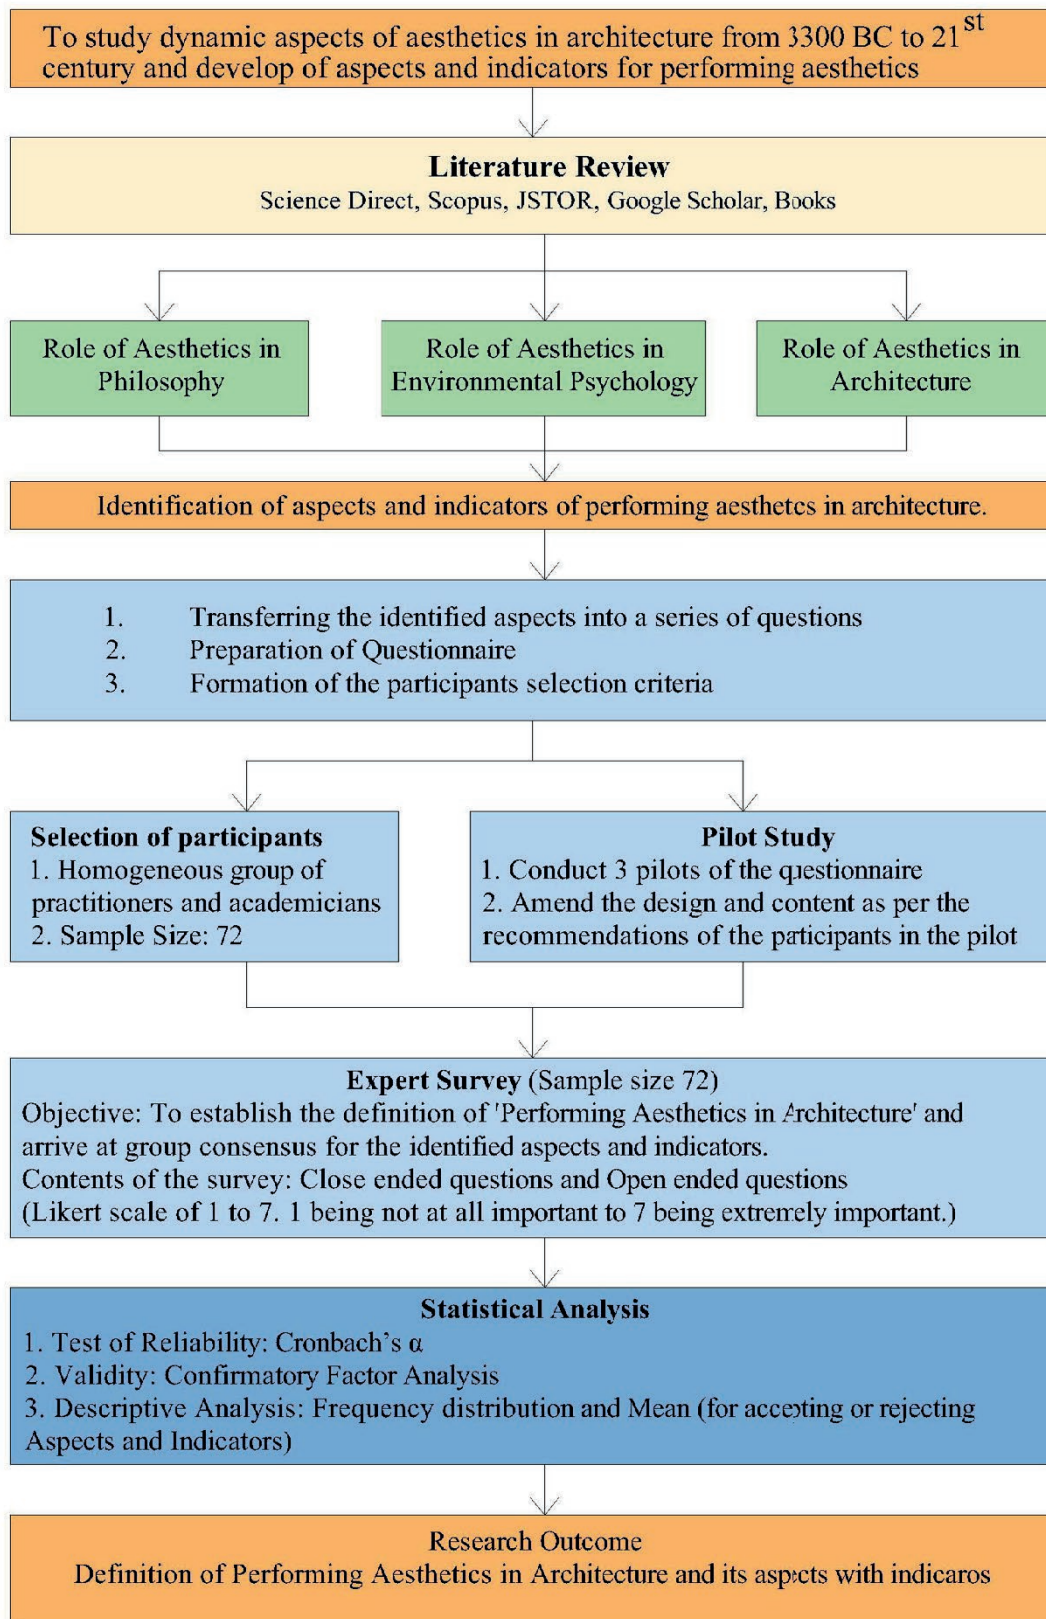 To study dynamic aspects of aesthetics in architecture from 3300 BC to 21st
century and develop of aspects and indicators for performing aesthetics
Literature Review
Science Direct, Scopus, JSTOR, Google Scholar, Books
Role of Aesthetics in
Philosophy
Role of Aesthetics in
Environmental Psychology
Role of Aesthetics in
Architecture
Identification of aspects and indicators of performing aesthetcs in architecture.
1. Transferring the identified aspects into a series of questions
2. Preparation of Questionnaire
3. Formation of the participants selection criteria
Selection of participants
1. Homogeneous group of
practitioners and academicians
2. Sample Size: 72
Pilot Study
1. Conduct 3 pilots of the questionnaire
2. Amend the design and content as per the
recommendations of the participants in the pilot
Expert Survey (Sample size 72)
Objective: To establish the definition of 'Performing Aesthetics in Architecture' and
arrive at group consensus for the identified aspects and indicators.
Contents of the survey: Close ended questions and Open ended questions
(Likert scale of 1 to 7. 1 being not at all important to 7 being extremely important.)
Statistical Analysis
1. Test of Reliability: Cronbach's α
2. Validity: Confirmatory Factor Analysis
3. Descriptive Analysis: Frequency distribution and Mean (for accepting or rejecting
Aspects and Indicators)
Research Outcome
Definition of Performing Aesthetics in Architecture and its aspects with indicaros